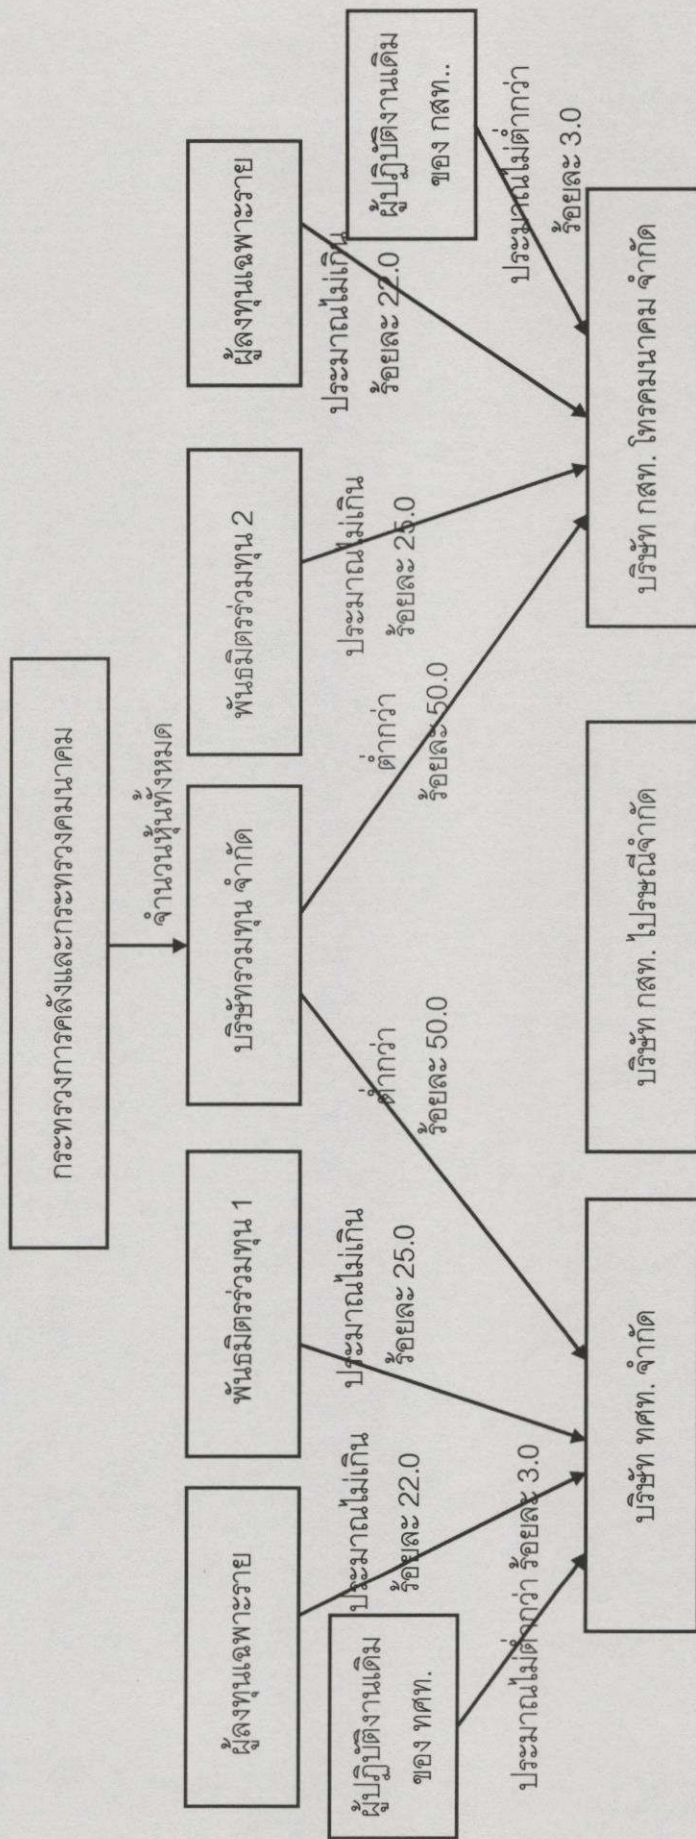 กระทรวงการคลังและกระทรวงคมนาคม
จำนวนหุ้นทั้งหมด
ผู้ลงทุนเฉพาะราย
พันธมิตรร่วมทุน 1
บริษัทรวมทุน จำกัด
พันธมิตรร่วมทุน 2
ผู้ลงทุนเฉพาะราย
ผู้ปฏิบัติงานเดิม
ของ ทศท.
ประมาณไม่เกิน
ร้อยละ 22.0
ประมาณไม่เกิน
ร้อยละ 25.0
ต่ำกว่า
ร้อยละ 50.0
ต่ำกว่า
ร้อยละ 50.0
ประมาณไม่เกิน
ร้อยละ 25.0
ประมาณไม่เกิน
ร้อยละ 22.0
ผู้ปฏิบัติงานเดิม
ของ กสท..
ประมาณไม่ต่ำกว่า ร้อยละ 3.0
ประมาณไม่ต่ำกว่า
ร้อยละ 3.0
บริษัท ทศท. จำกัด
บริษัท กสท. ไปรษณีจำกัด
บริษัท กสท. โทรคมนาคม จำกัด